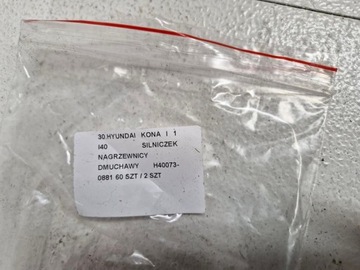 30.HYUNDAI KONA I 1
I40 SILNICZEK
NAGRZEWNICY
DMUCHAWY H40073-
0881 60 SZT / 2 SZT